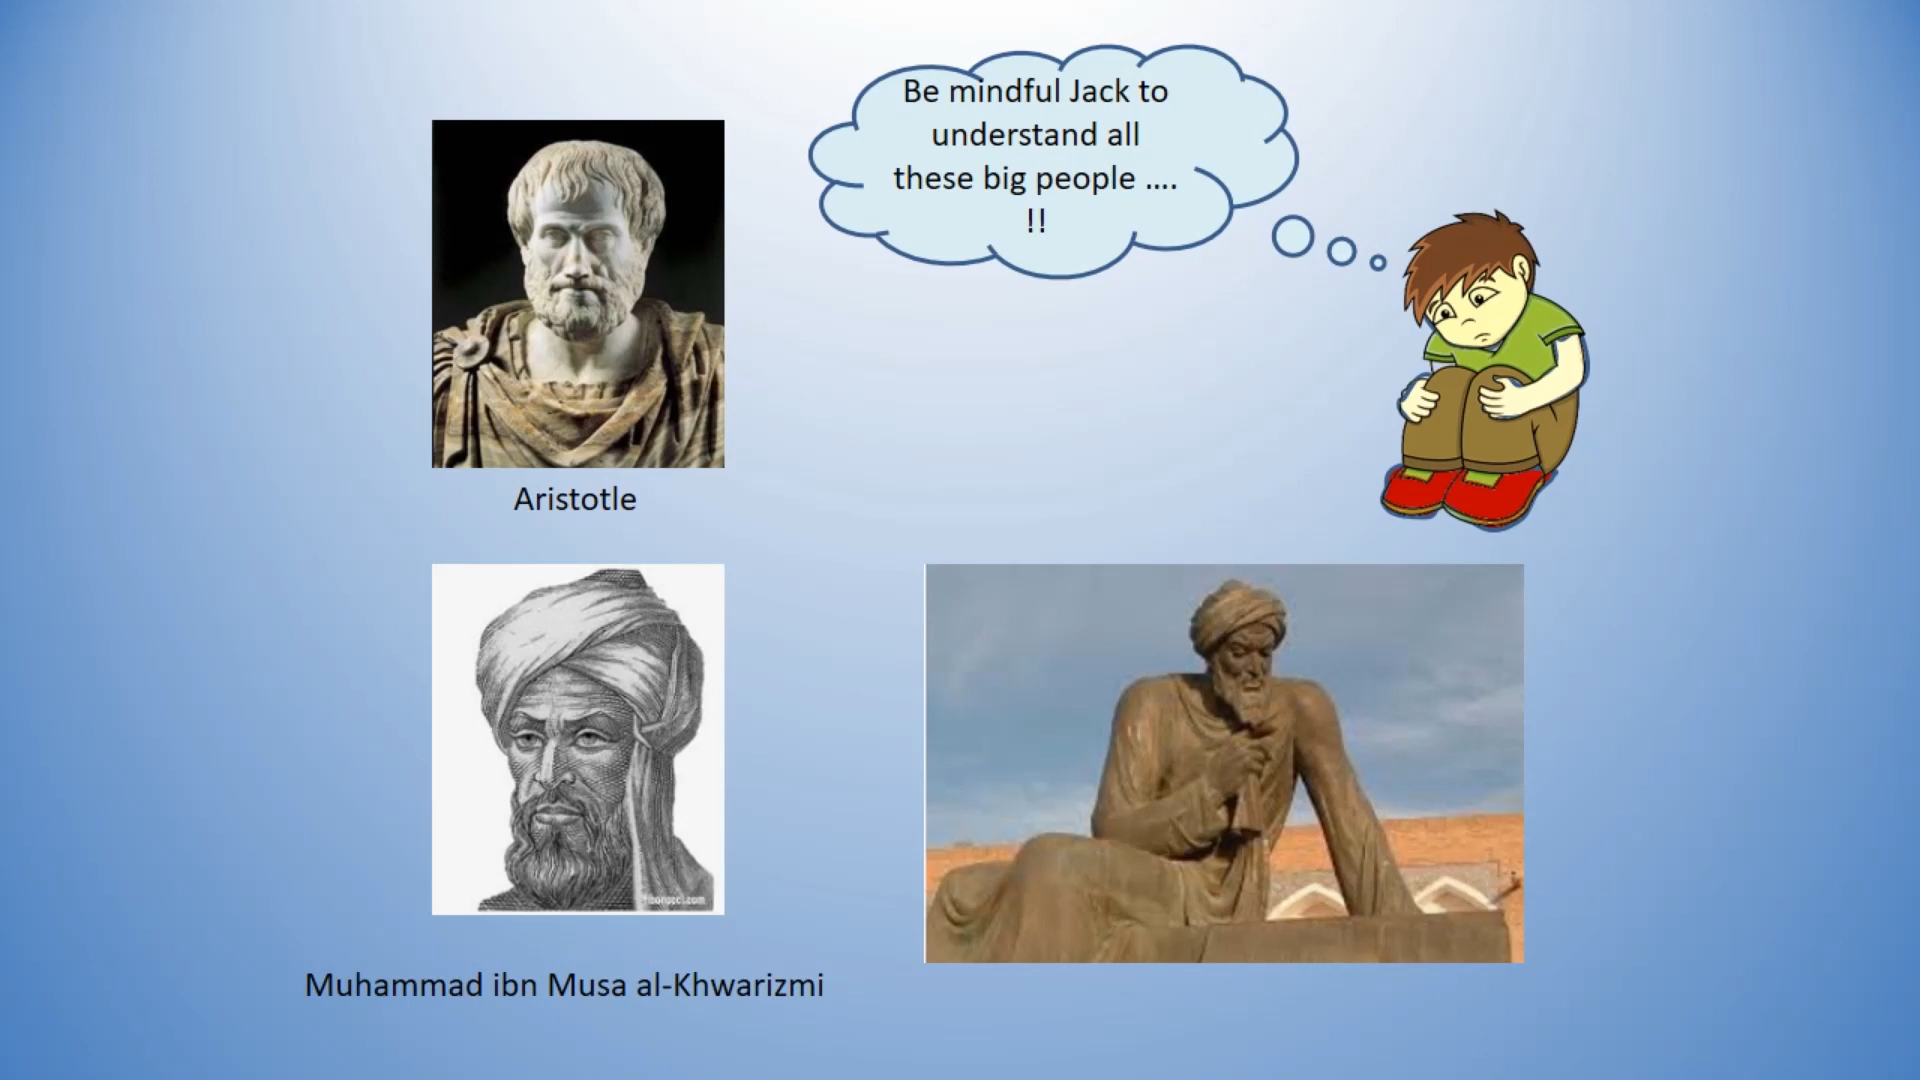 Be mindful Jack to
understand all
these big people ....
!!
Aristotle
Muhammad ibn Musa al-Khwarizmi